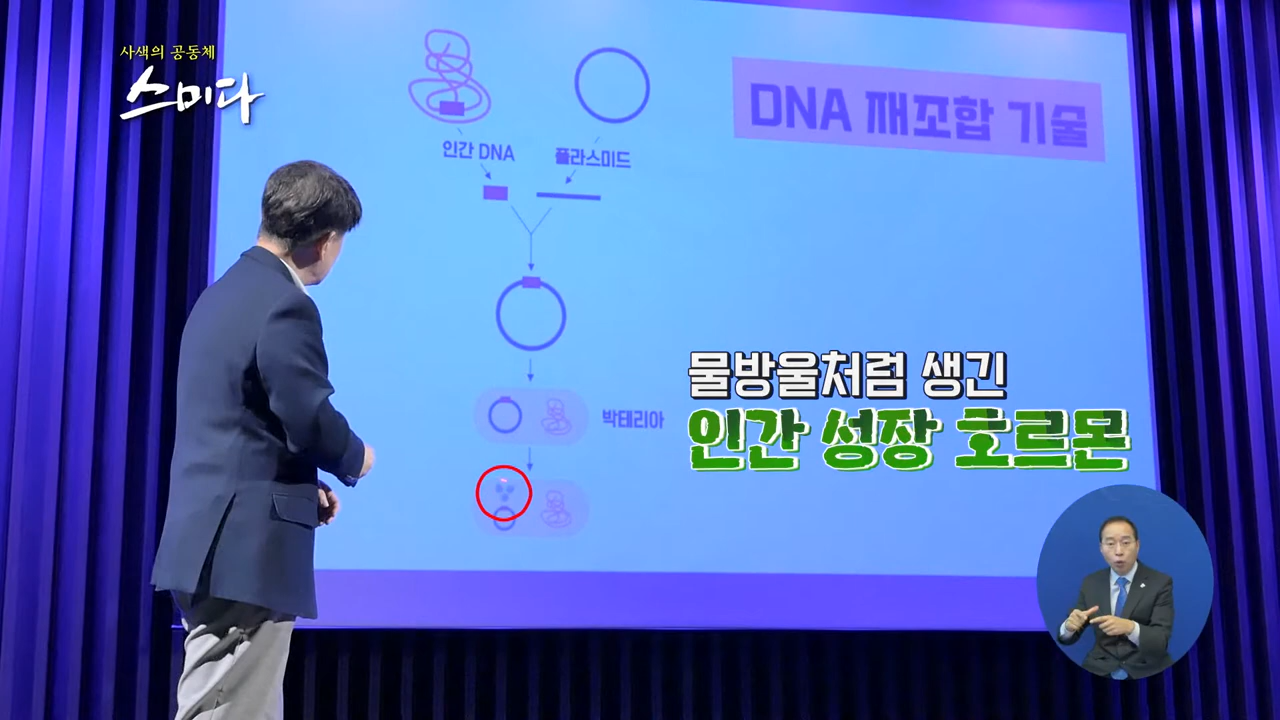 사색의 공동체
스미다
DNA 재조합 기술
인간 DNA
플라스미드
물방울처럼 생긴
인간 성장 호르몬
박테리아